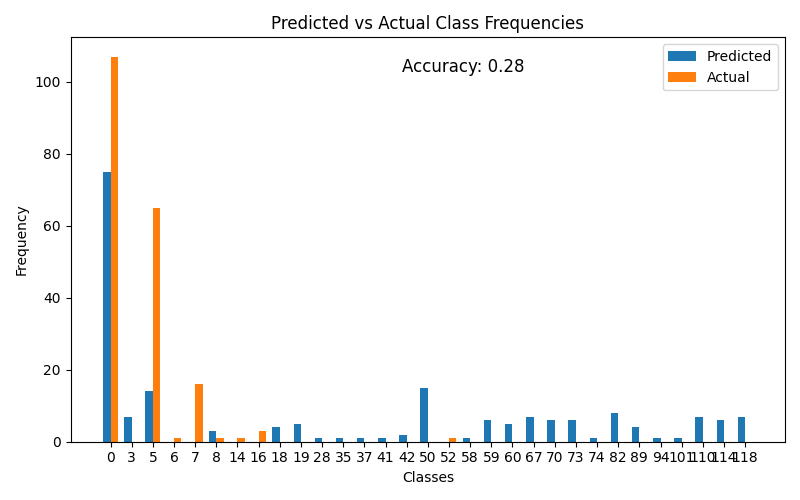 Predicted vs Actual Class Frequencies
Accuracy: 0.28
Predicted
Actual
Frequency
100
80
60
40
20
0
0 3 5 6 7 8 14 16 18 19 28 35 37 41 42 50 52 58 59 60 67 70 73 74 82 89 94 101 110 114 118
Classes